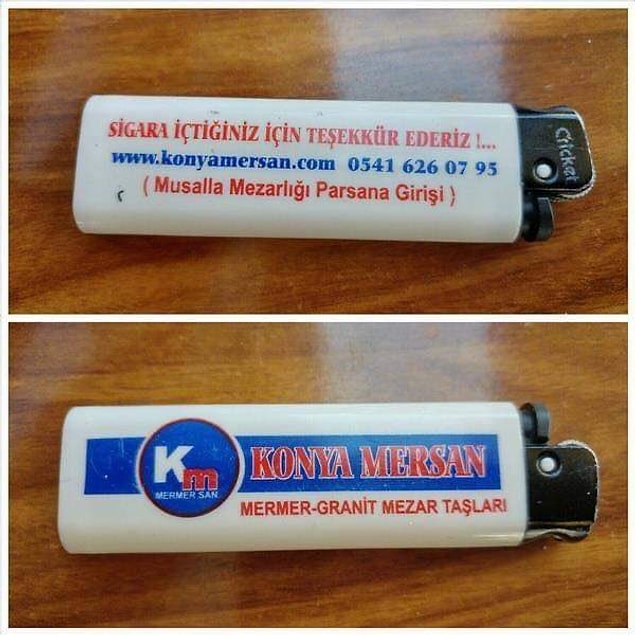 SİGARA İÇTİĞİNİZ İÇİN TEŞEKKÜR EDERİZ !...
www.konyamersan.com 0541 626 07 95
( Musalla Mezarlığı Parsana Girişi )
Cricket
Km
MERMER SAN
KONYA MERSAN
MERMER-GRANİT MEZAR TAŞLARI